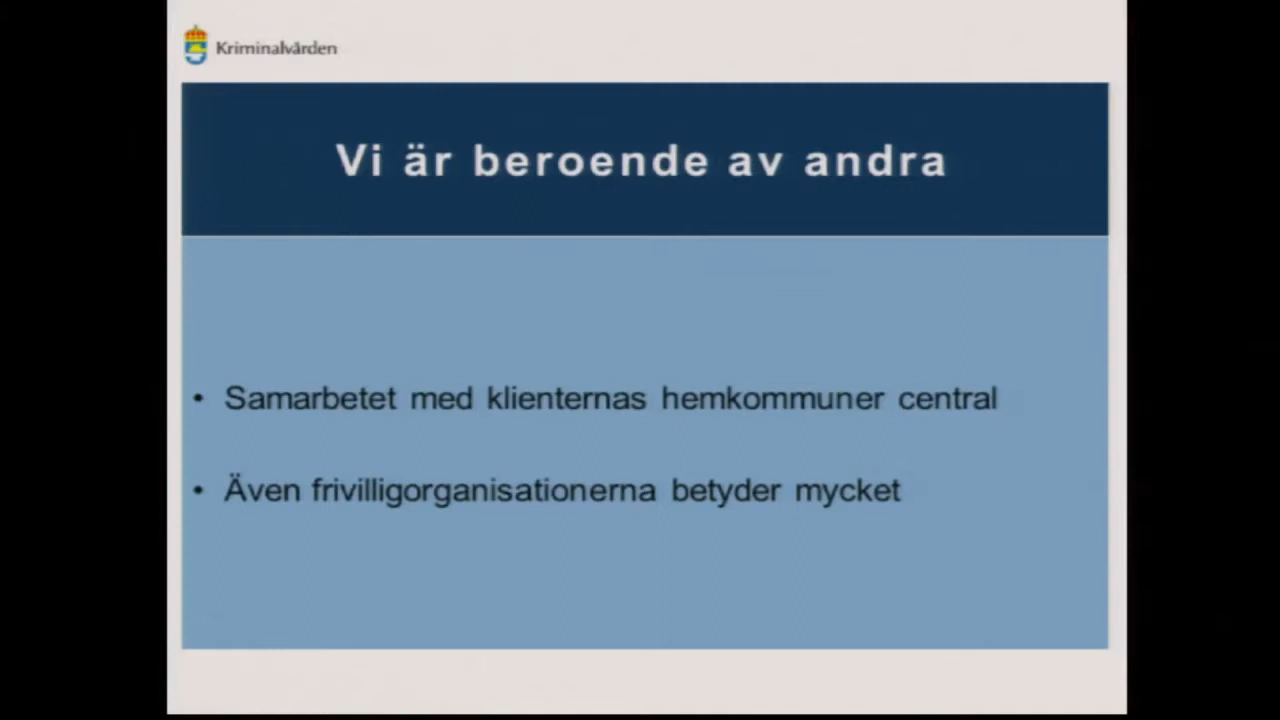 Kriminalvården
Vi är beroende av andra
• Samarbetet med klienternas hemkommuner central
• Även frivilligorganisationerna betyder mycket